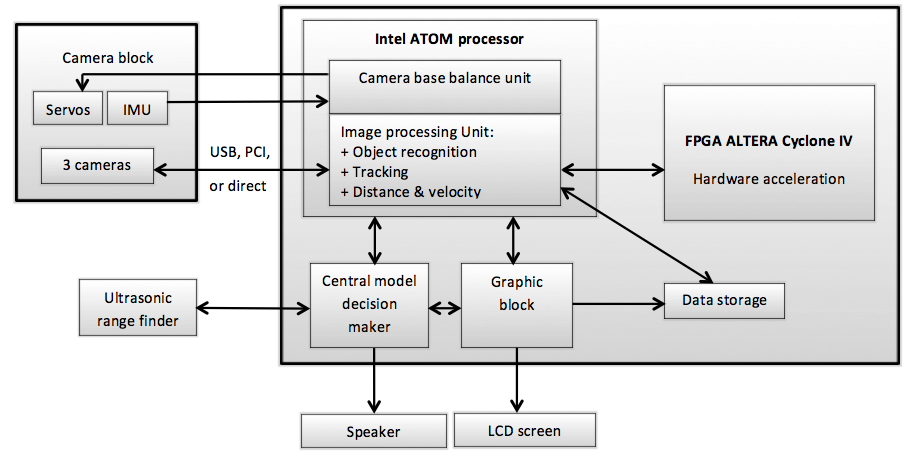 Intel ATOM processor
Camera block
Camera base balance unit
Servos
IMU
Image processing Unit:
+ Object recognition
+ Tracking
+ Distance & velocity
3 cameras
USB, PCI,
or direct
FPGA ALTERA Cyclone IV
Hardware acceleration
Ultrasonic
range finder
Central model
decision
maker
Graphic
block
Data storage
Speaker
LCD screen